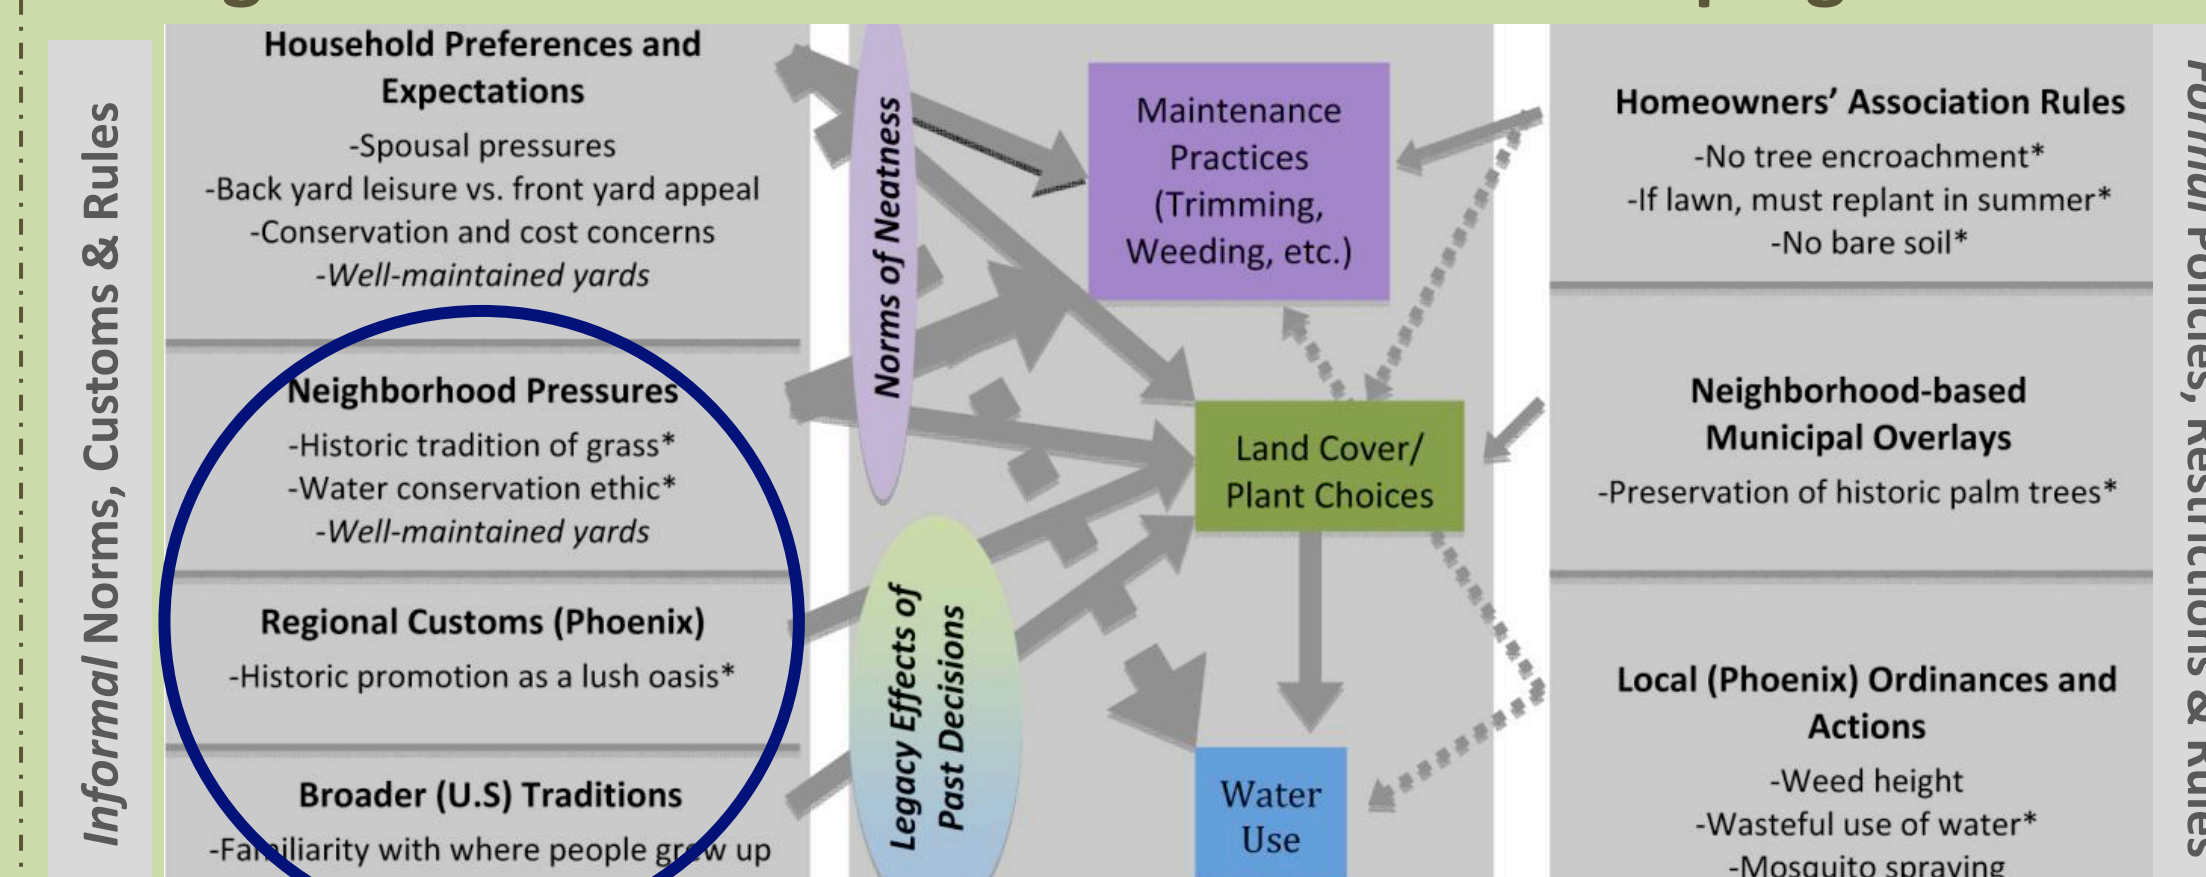 Informal Norms, Customs & Rules
Household Preferences and
Expectations
-Spousal pressures
-Back yard leisure vs. front yard appeal
-Conservation and cost concerns
-Well-maintained yards
Neighborhood Pressures
-Historic tradition of grass*
-Water conservation ethic*
-Well-maintained yards
Regional Customs (Phoenix)
-Historic promotion as a lush oasis*
Broader (U.S) Traditions
-Familiarity with where people grew up
Norms of Neatness
Legacy Effects of
Past Decisions
Maintenance
Practices
(Trimming,
Weeding, etc.)
Land Cover/
Plant Choices
Water
Use
Homeowners’ Association Rules
-No tree encroachment*
-If lawn, must replant in summer*
-No bare soil*
Neighborhood-based
Municipal Overlays
-Preservation of historic palm trees*
Local (Phoenix) Ordinances and
Actions
-Weed height
-Wasteful use of water*
-Mosquito spraying
Formal Policies, Restrictions & Rules